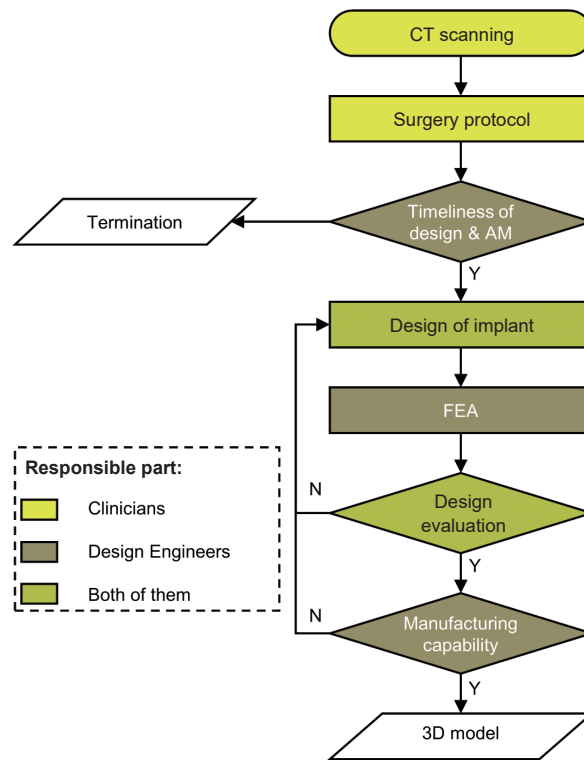 CT scanning
Surgery protocol
Timeliness of
design & AM
Termination
Y
Design of implant
FEA
Responsible part:
Clinicians
Design Engineers
Both of them
N
Design
evaluation
Y
N
Manufacturing
capability
Y
3D model